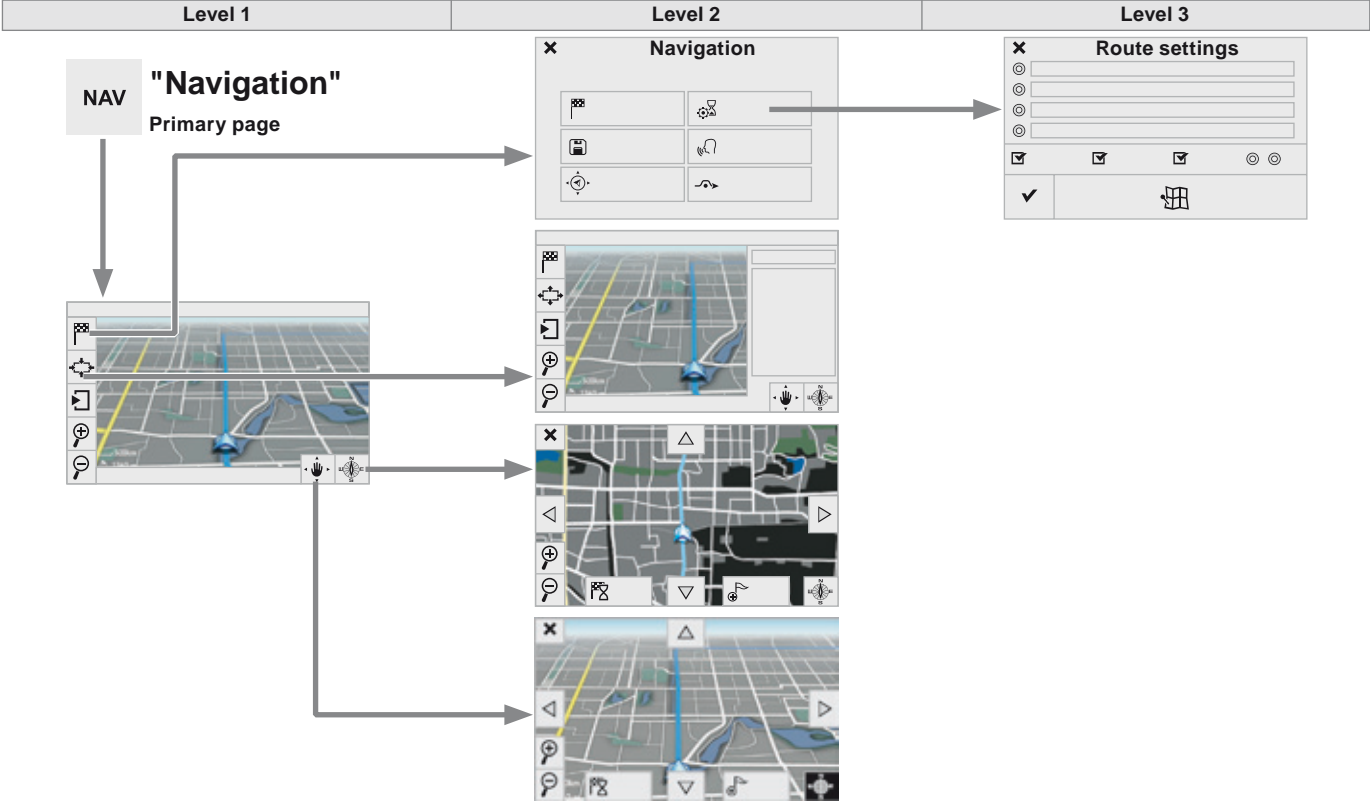 Level 1
Level 2
Level 3
NAV
"Navigation"
Primary page
Navigation
Route settings